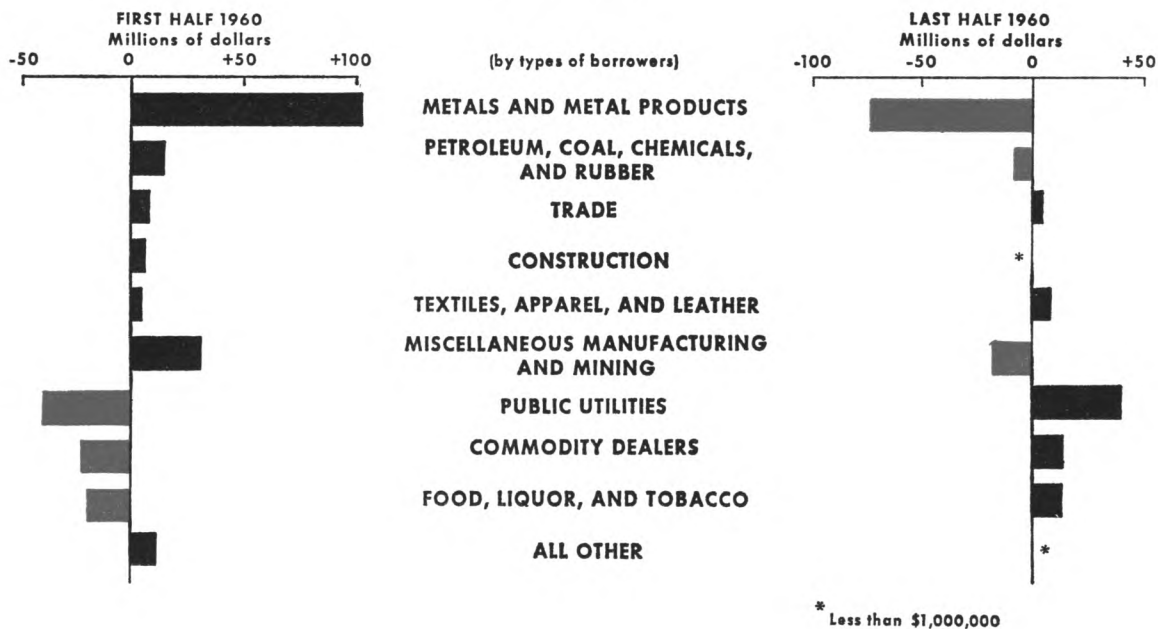 FIRST HALF 1960
Millions of dollars
-50 0 +50 +100
(by types of borrowers)
LAST HALF 1960
Millions of dollars
-100 -50 0 +50
METALS AND METAL PRODUCTS
PETROLEUM, COAL, CHEMICALS,
AND RUBBER
TRADE
CONSTRUCTION
*
TEXTILES, APPAREL, AND LEATHER
MISCELLANEOUS MANUFACTURING
AND MINING
PUBLIC UTILITIES
COMMODITY DEALERS
FOOD, LIQUOR, AND TOBACCO
ALL OTHER
*
* Less than $1,000,000